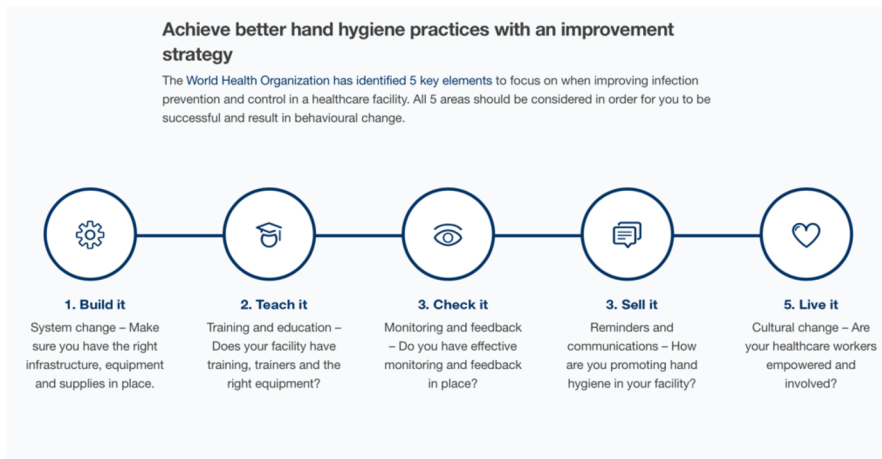 Achieve better hand hygiene practices with an improvement
strategy
The World Health Organization has identified 5 key elements to focus on when improving infection
prevention and control in a healthcare facility. All 5 areas should be considered in order for you to be
successful and result in behavioural change.
1. Build it
System change – Make
sure you have the right
infrastructure, equipment
and supplies in place.
2. Teach it
Training and education –
Does your facility have
training, trainers and the
right equipment?
3. Check it
Monitoring and feedback
– Do you have effective
monitoring and feedback
in place?
3. Sell it
Reminders and
communications – How
are you promoting hand
hygiene in your facility?
5. Live it
Cultural change – Are
your healthcare workers
empowered and
involved?